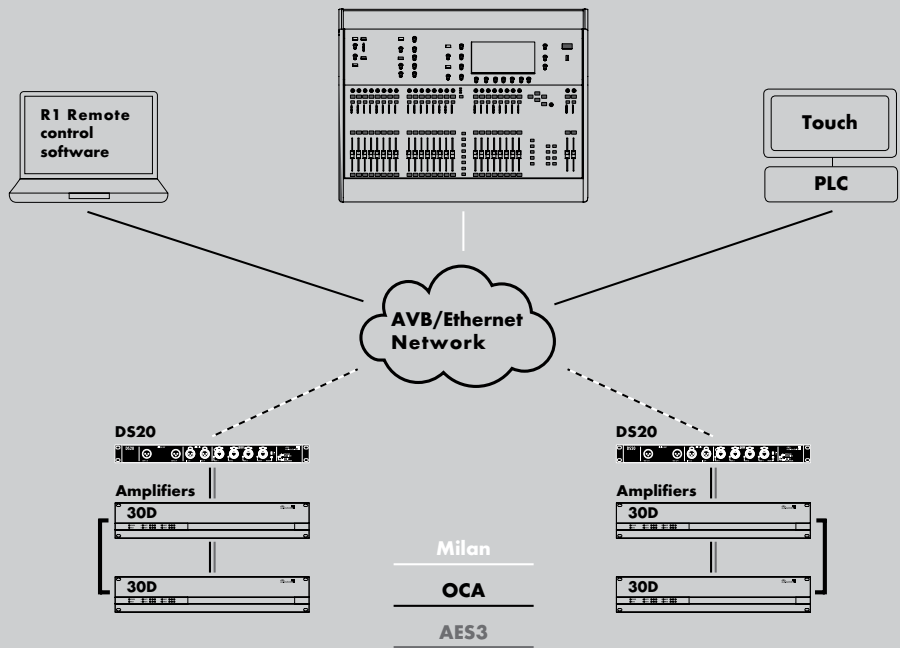 R1 Remote
control
software
Touch
PLC
AVB/Ethernet
Network
DS20
Amplifiers
30D
30D
DS20
Amplifiers
30D
30D
Milan
OCA
AES3